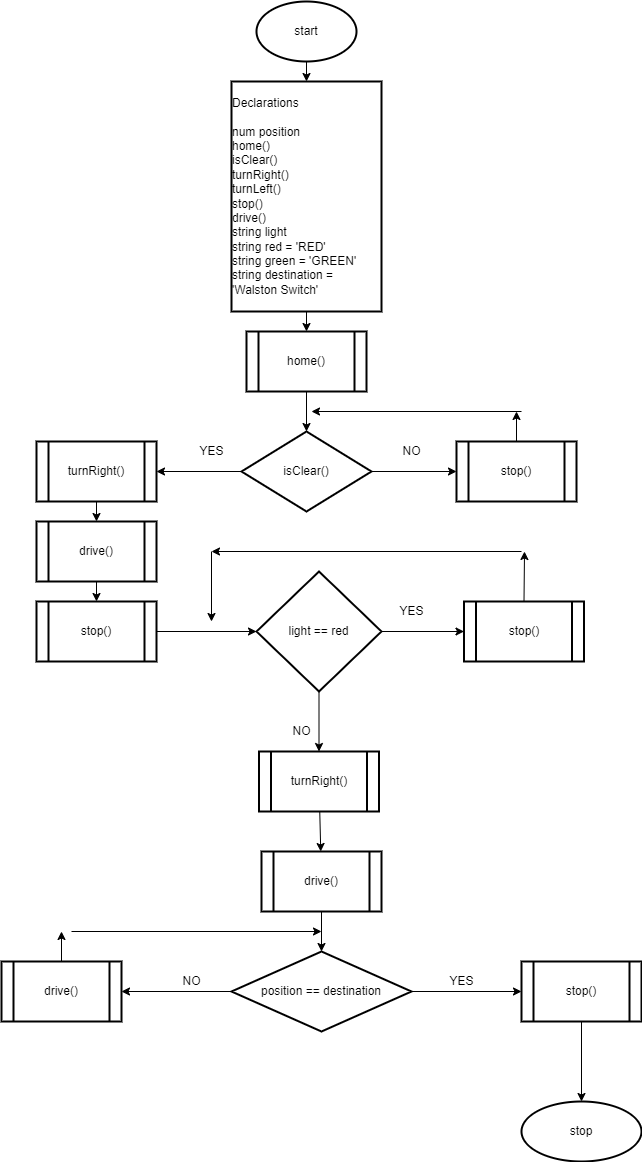 start
Declarations
num position
home()
isClear()
turnRight()
turnLeft()
stop()
drive()
string light
string red = 'RED'
string green = 'GREEN'
string destination =
'Walston Switch'
home()
YES
NO
turnRight()
isClear()
stop()
drive()
YES
stop()
light == red
stop()
NO
turnRight()
drive()
NO
YES
drive()
position == destination
stop()
stop